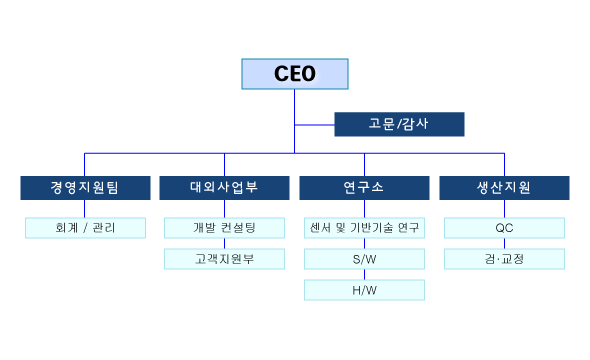 CEO
고문/감사
경영지원팀
대외사업부
연구소
생산지원
회계 / 관리
개발 컨설팅
센서 및 기반기술 연구
QC
고객지원부
S/W
검·교정
H/W